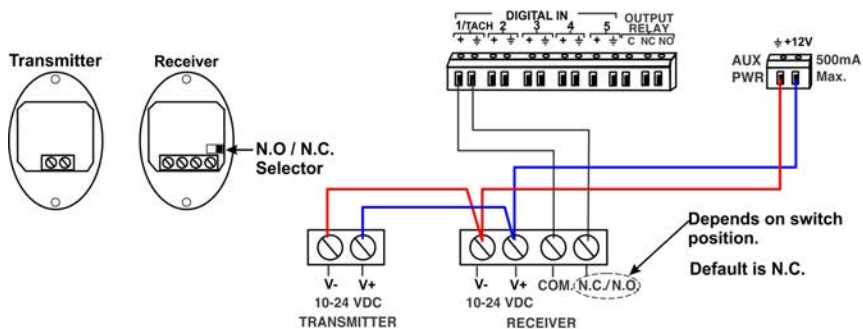 DIGITAL IN
OUTPUT
RELAY
1/TACH 2 3 4 5
+ ⏚ + ⏚ + ⏚ + ⏚ + ⏚ C NC NO
⏚ +12V
AUX
PWR
500mA
Max.
Transmitter
Receiver
N.O / N.C.
Selector
Depends on switch
position.
Default is N.C.
V- V+
10-24 VDC
TRANSMITTER
V- V+ COM. N.C./N.O.
10-24 VDC
RECEIVER